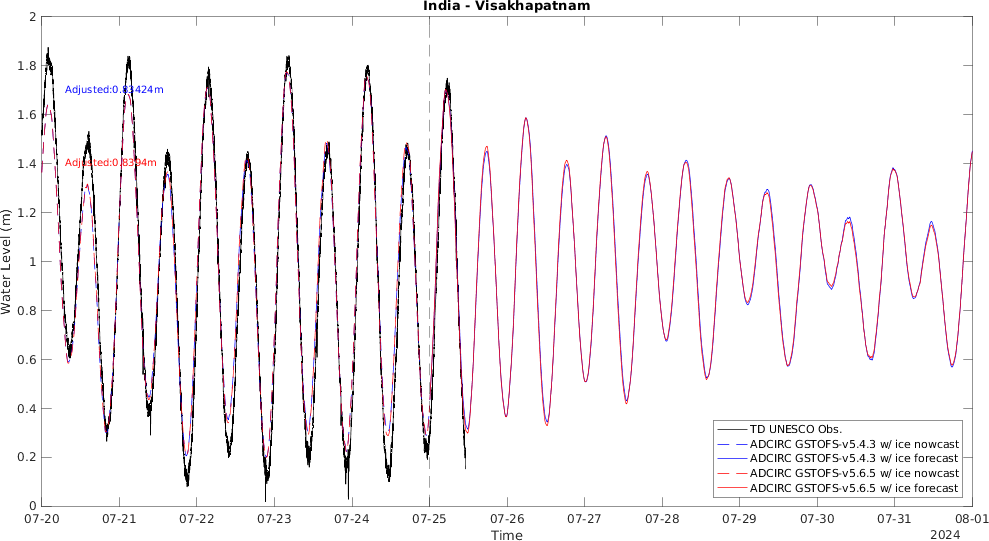 India - Visakhapatnam
Water Level (m)
2
1.8
1.6
1.4
1.2
1
0.8
0.6
0.4
0.2
0
Adjusted:0.83424m
Adjusted:0.8394m
TD UNESCO Obs.
ADCIRC GSTOFS-v5.4.3 w/ ice nowcast
ADCIRC GSTOFS-v5.4.3 w/ ice forecast
ADCIRC GSTOFS-v5.6.5 w/ ice nowcast
ADCIRC GSTOFS-v5.6.5 w/ ice forecast
07-20 07-21 07-22 07-23 07-24 07-25 07-26 07-27 07-28 07-29 07-30 07-31 08-01
Time
2024